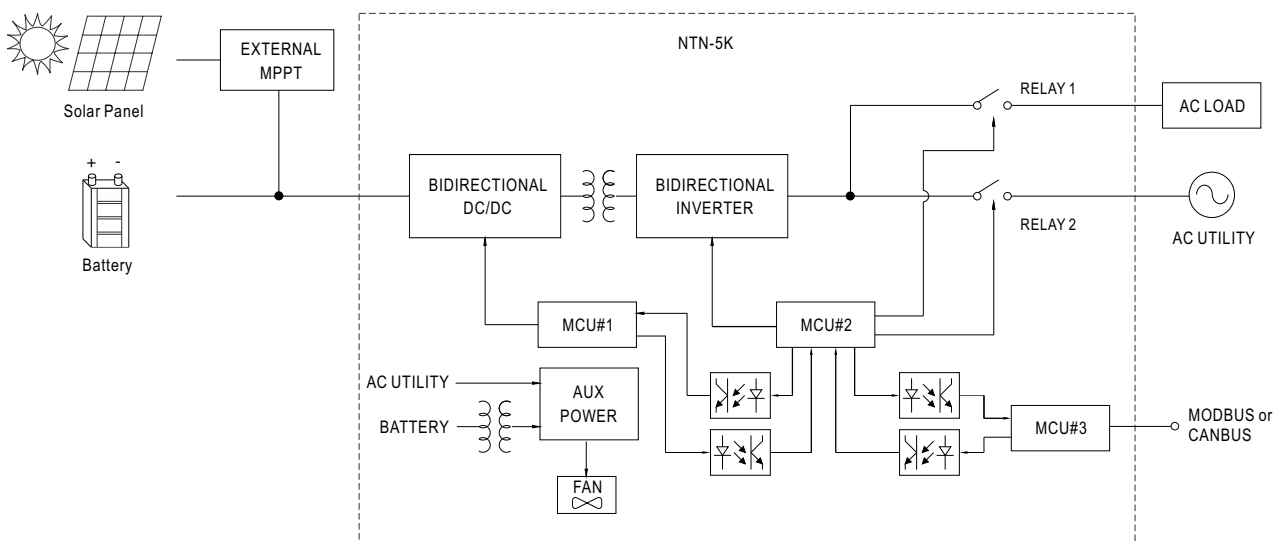 NTN-5K
EXTERNAL
MPPT
Solar Panel
RELAY 1
AC LOAD
+ -
BIDIRECTIONAL
DC/DC
BIDIRECTIONAL
INVERTER
RELAY 2
AC UTILITY
Battery
MCU#1
MCU#2
AC UTILITY
BATTERY
AUX
POWER
FAN
MCU#3
MODBUS or
CANBUS